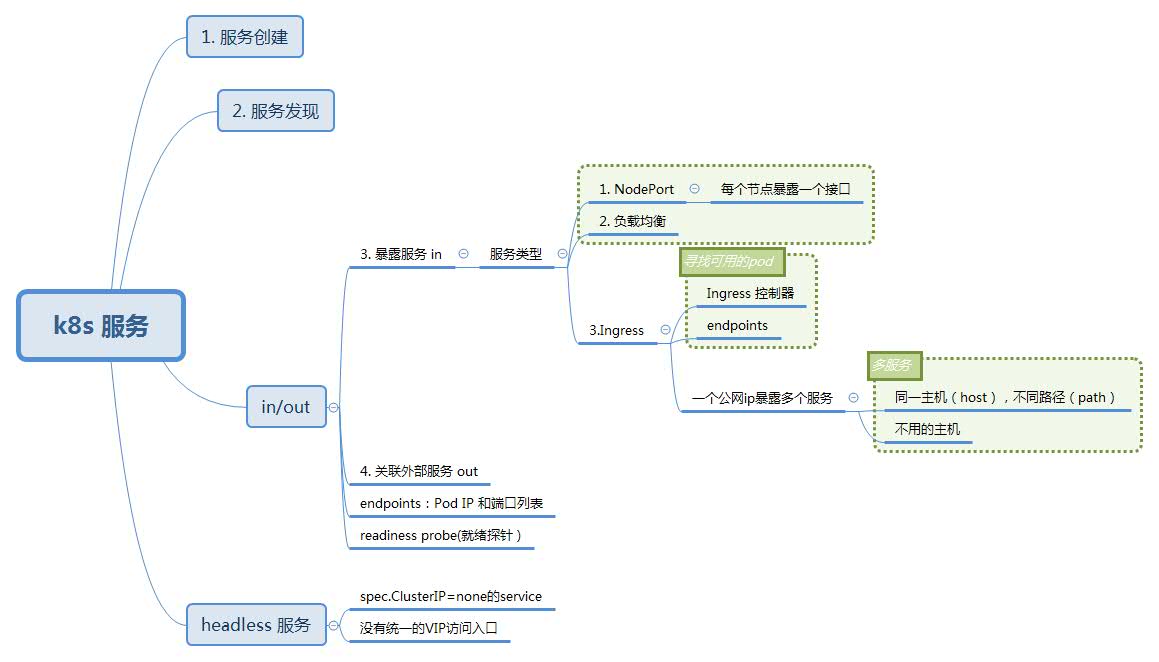 1. 服务创建
2. 服务发现
k8s 服务
in/out
3. 暴露服务 in
服务类型
1. NodePort
每个节点暴露一个接口
2. 负载均衡
3.Ingress
寻找可用的pod
Ingress 控制器
endpoints
一个公网ip暴露多个服务
多服务
同一主机（host），不同路径（path）
不用的主机
4. 关联外部服务 out
endpoints：Pod IP 和端口列表
readiness probe(就绪探针）
headless 服务
spec.ClusterIP=none的service
没有统一的VIP访问入口